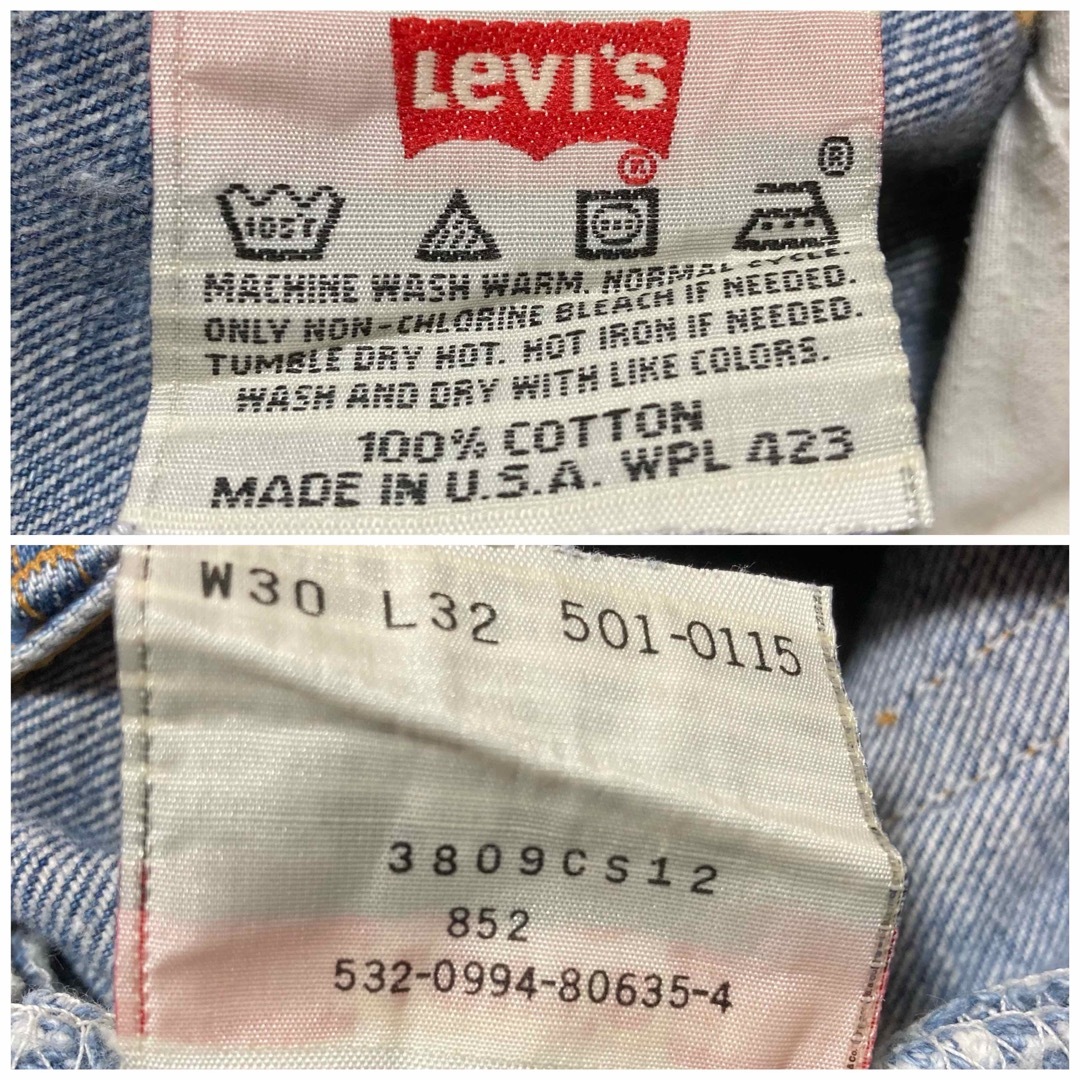 LEVI'S
®
®
102°F
MACHINE WASH WARM. NORMAL CYCLE.
ONLY NON-CHLORINE BLEACH IF NEEDED.
TUMBLE DRY HOT. HOT IRON IF NEEDED.
WASH AND DRY WITH LIKE COLORS.
100% COTTON
MADE IN U.S.A. WPL 423
W30 L32 501-0115
3809CS12
852
532-0994-80635-4